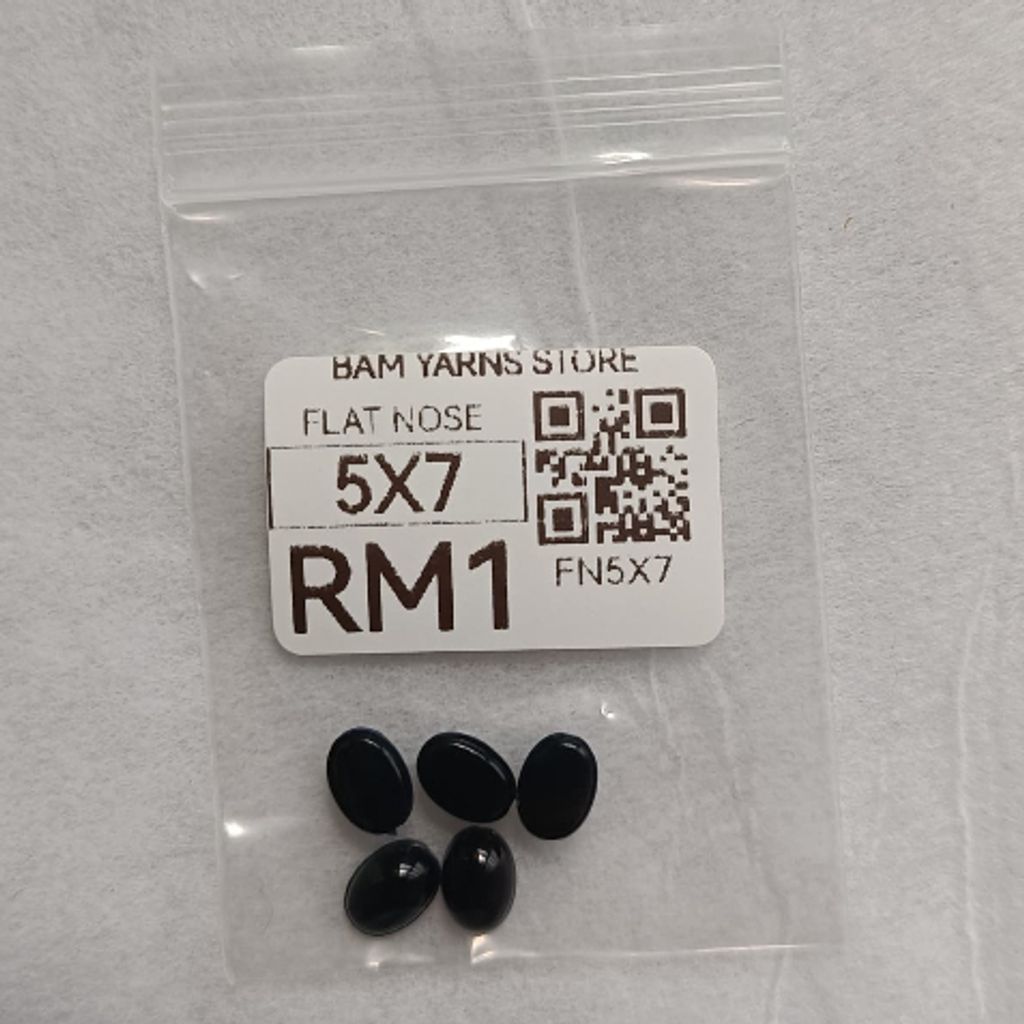 BAM YARNS STORE
FLAT NOSE
5X7
RM1
FN5X7